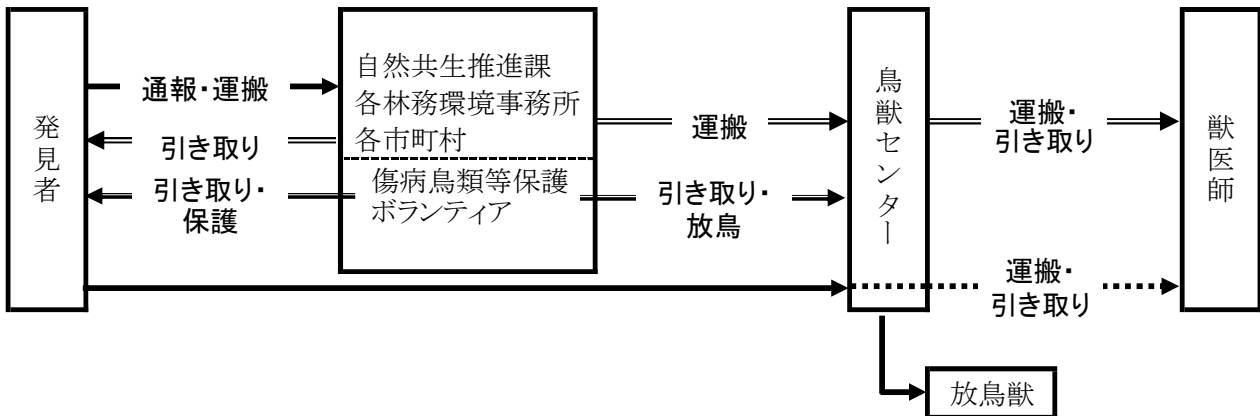 発見者
通報・運搬
引き取り
引き取り・
保護
自然共生推進課
各林務環境事務所
各市町村
傷病鳥類等保護
ボランティア
運搬
引き取り・
放鳥
鳥獣センター
運搬・
引き取り
運搬・
引き取り
獣医師
放鳥獣